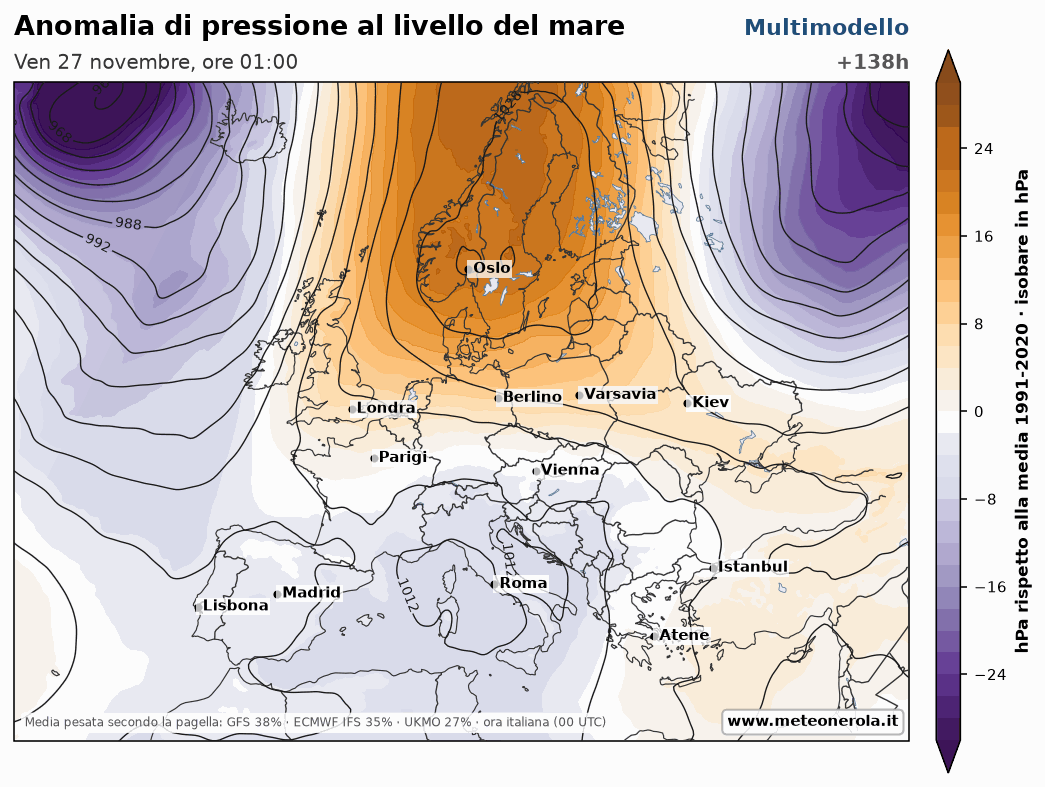 Anomalia di pressione al livello del mare
Multimodello
Ven 27 novembre, ore 01:00
+138h
968
988
992
Oslo
Londra
Berlino
Varsavia
Kiev
Parigi
Vienna
1012
1012
Roma
Istanbul
Madrid
Lisbona
Atene
Media pesata secondo la pagella: GFS 38% · ECMWF IFS 35% · UKMO 27% · ora italiana (00 UTC)
www.meteonerola.it
24
16
8
0
−8
−16
−24
hPa rispetto alla media 1991-2020 · isobare in hPa